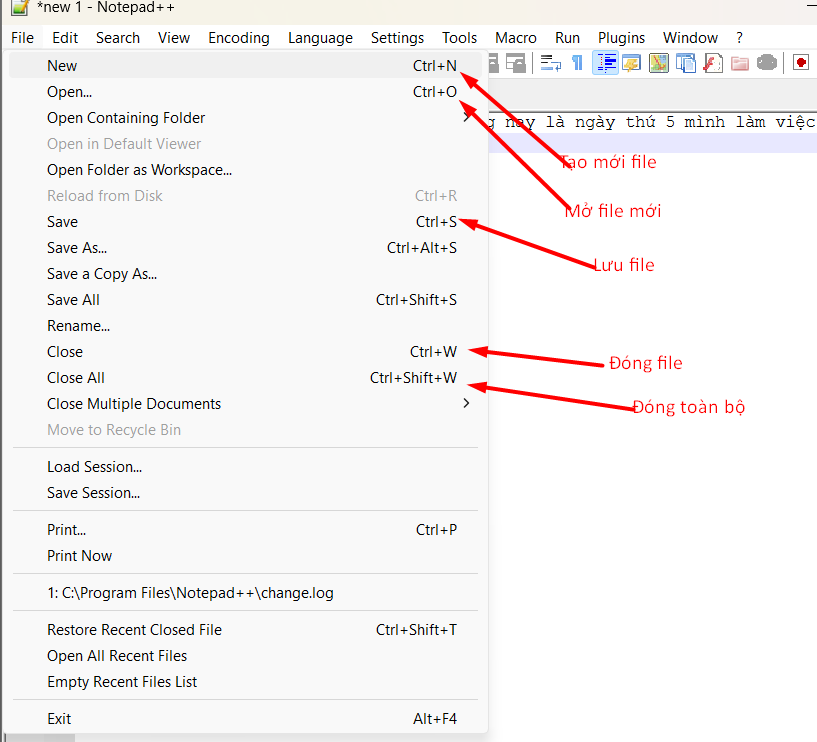 *new 1 - Notepad++
File Edit Search View Encoding Language Settings Tools Macro Run Plugins Window ?
New Ctrl+N
Open... Ctrl+O
Open Containing Folder
là ngày thứ 5 mình làm việc
Open in Default Viewer
Tạo mới file
Open Folder as Workspace...
Reload from Disk Ctrl+R
Mở file mới
Save Ctrl+S
Save As... Ctrl+Alt+S
Lưu file
Save a Copy As...
Save All Ctrl+Shift+S
Rename...
Close Ctrl+W
Đóng file
Close All Ctrl+Shift+W
Close Multiple Documents
Đóng toàn bộ
Move to Recycle Bin
Load Session...
Save Session...
Print... Ctrl+P
Print Now
1: C:\Program Files\Notepad++\change.log
Restore Recent Closed File Ctrl+Shift+T
Open All Recent Files
Empty Recent Files List
Exit Alt+F4